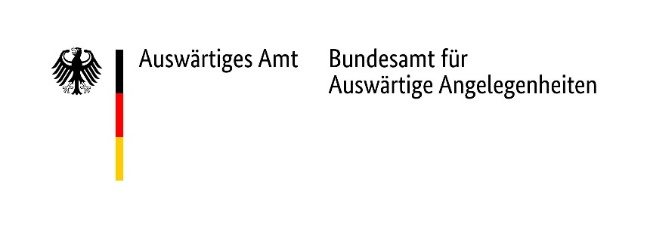 Auswärtiges Amt
Bundesamt für
Auswärtige Angelegenheiten